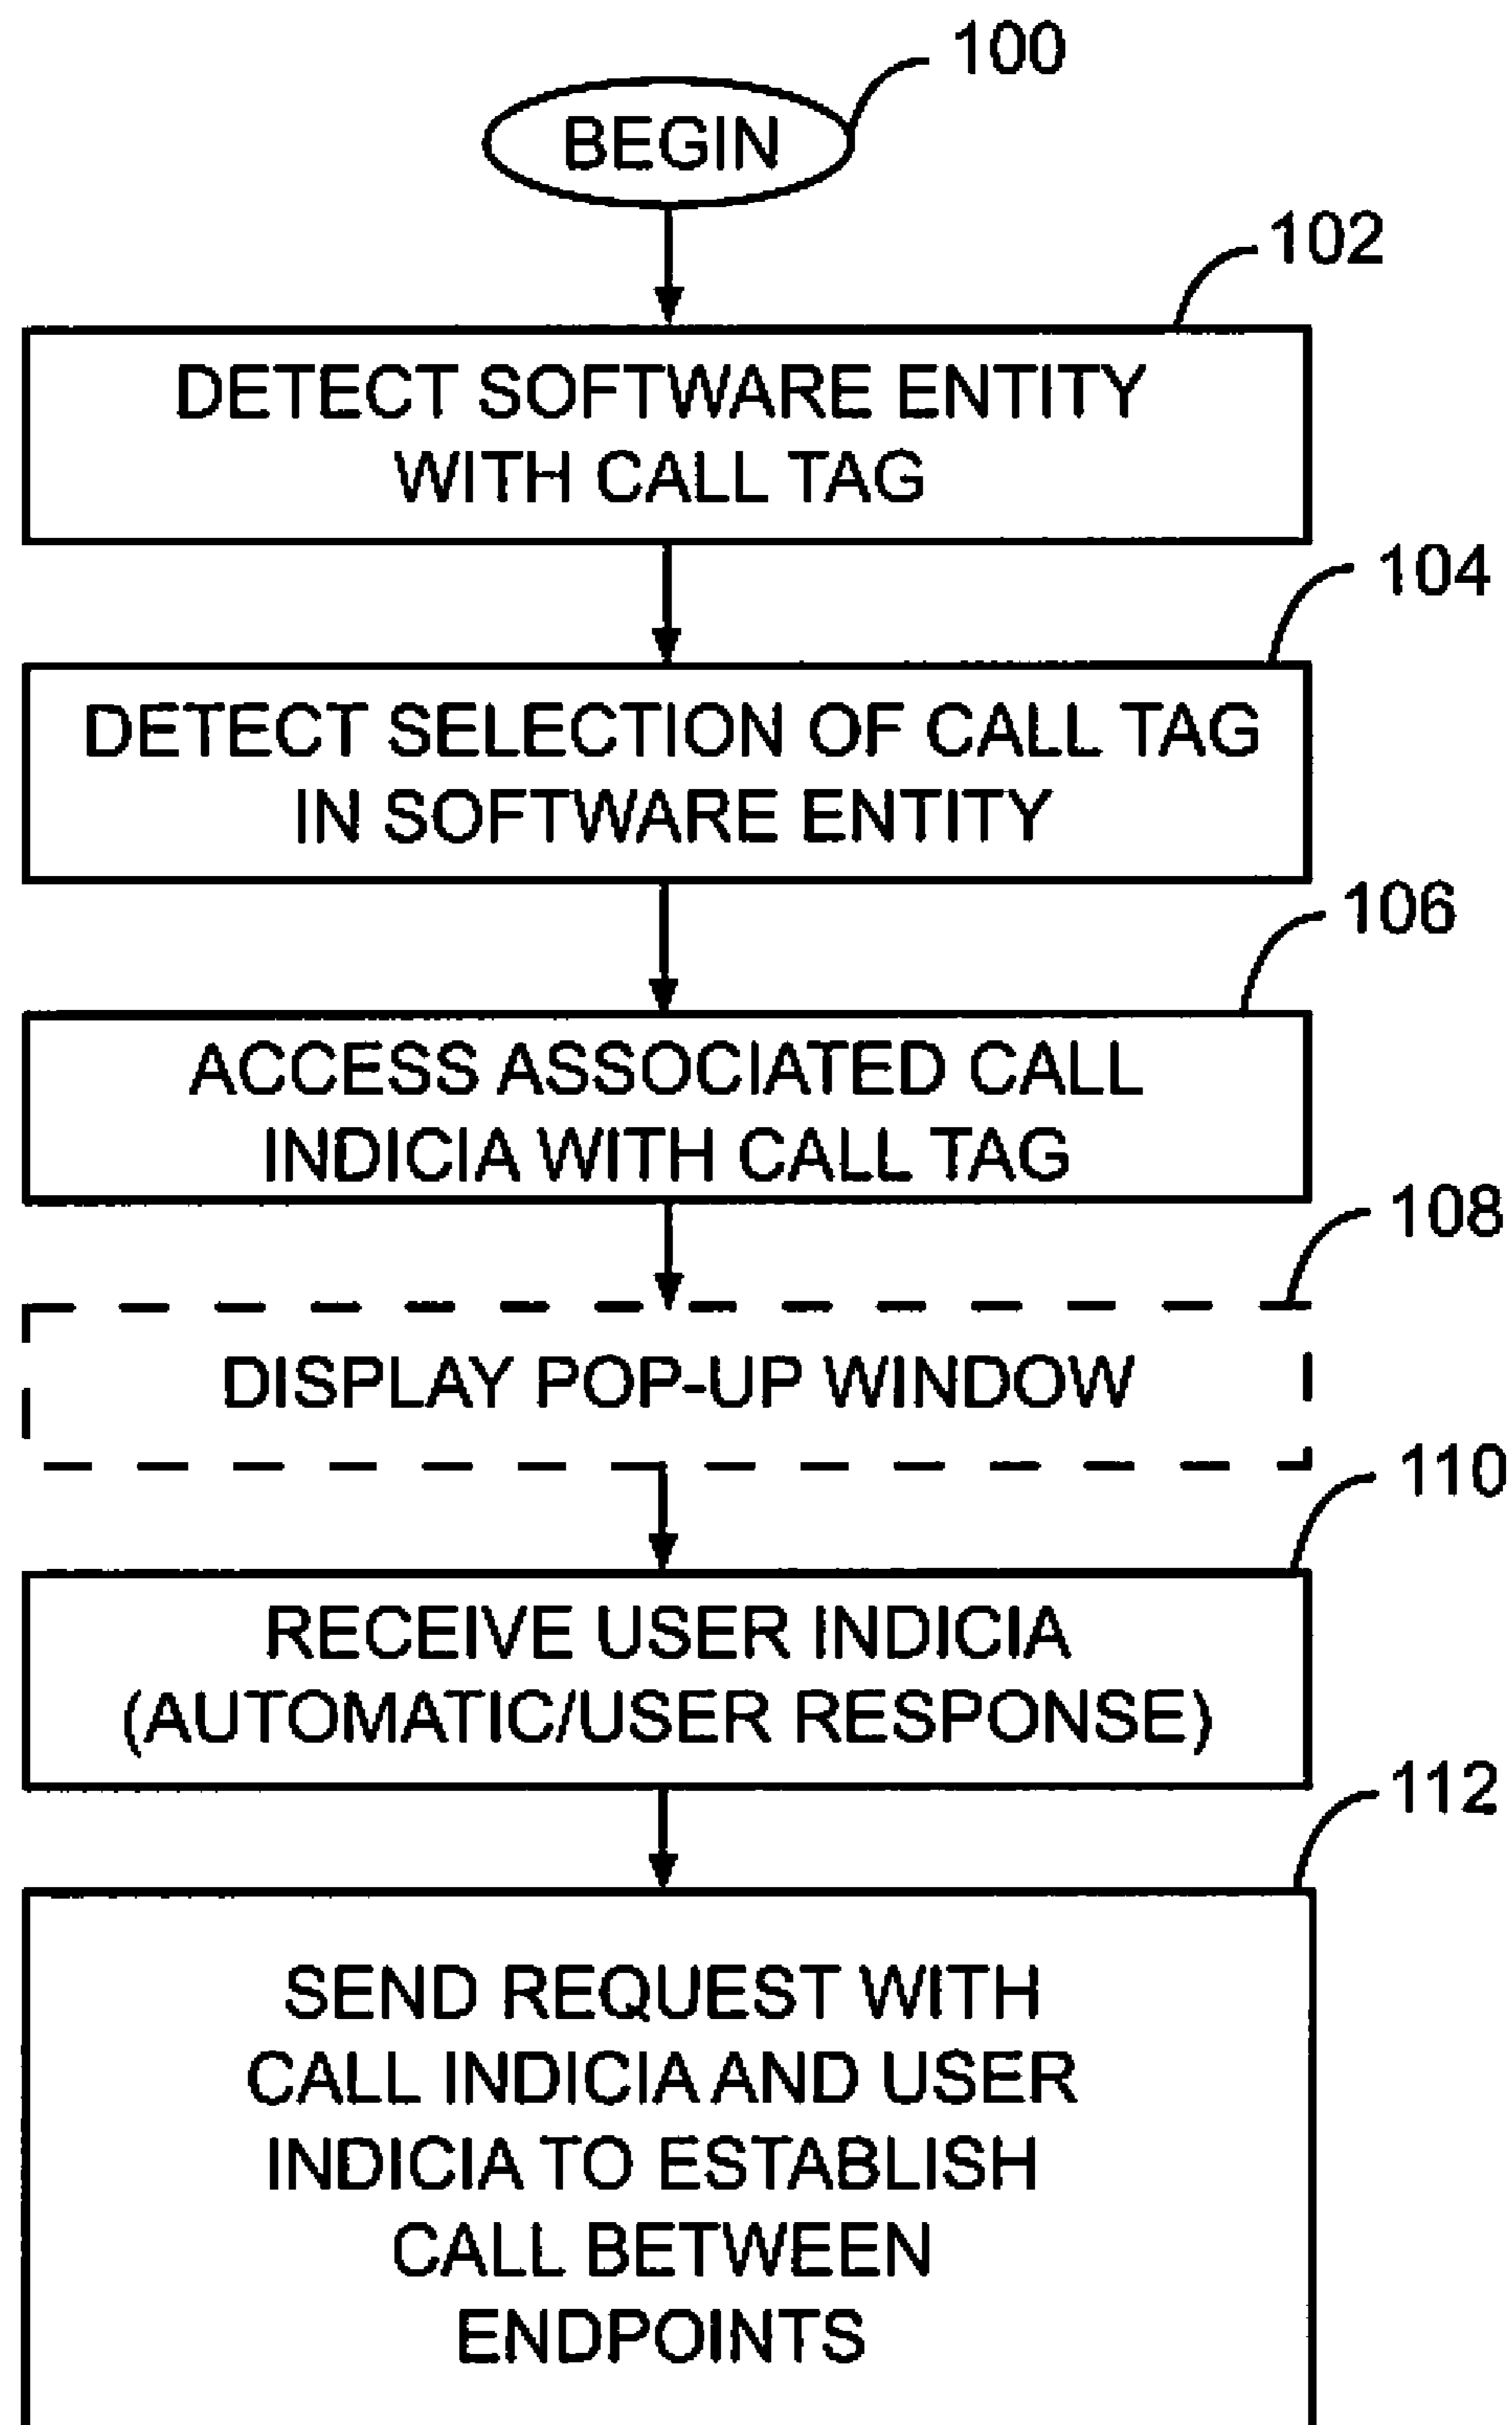 100
BEGIN
102
DETECT SOFTWARE ENTITY
WITH CALL TAG
104
DETECT SELECTION OF CALL TAG
IN SOFTWARE ENTITY
106
ACCESS ASSOCIATED CALL
INDICIA WITH CALL TAG
108
DISPLAY POP-UP WINDOW
110
RECEIVE USER INDICIA
(AUTOMATIC/USER RESPONSE)
112
SEND REQUEST WITH
CALL INDICIA AND USER
INDICIA TO ESTABLISH
CALL BETWEEN
ENDPOINTS